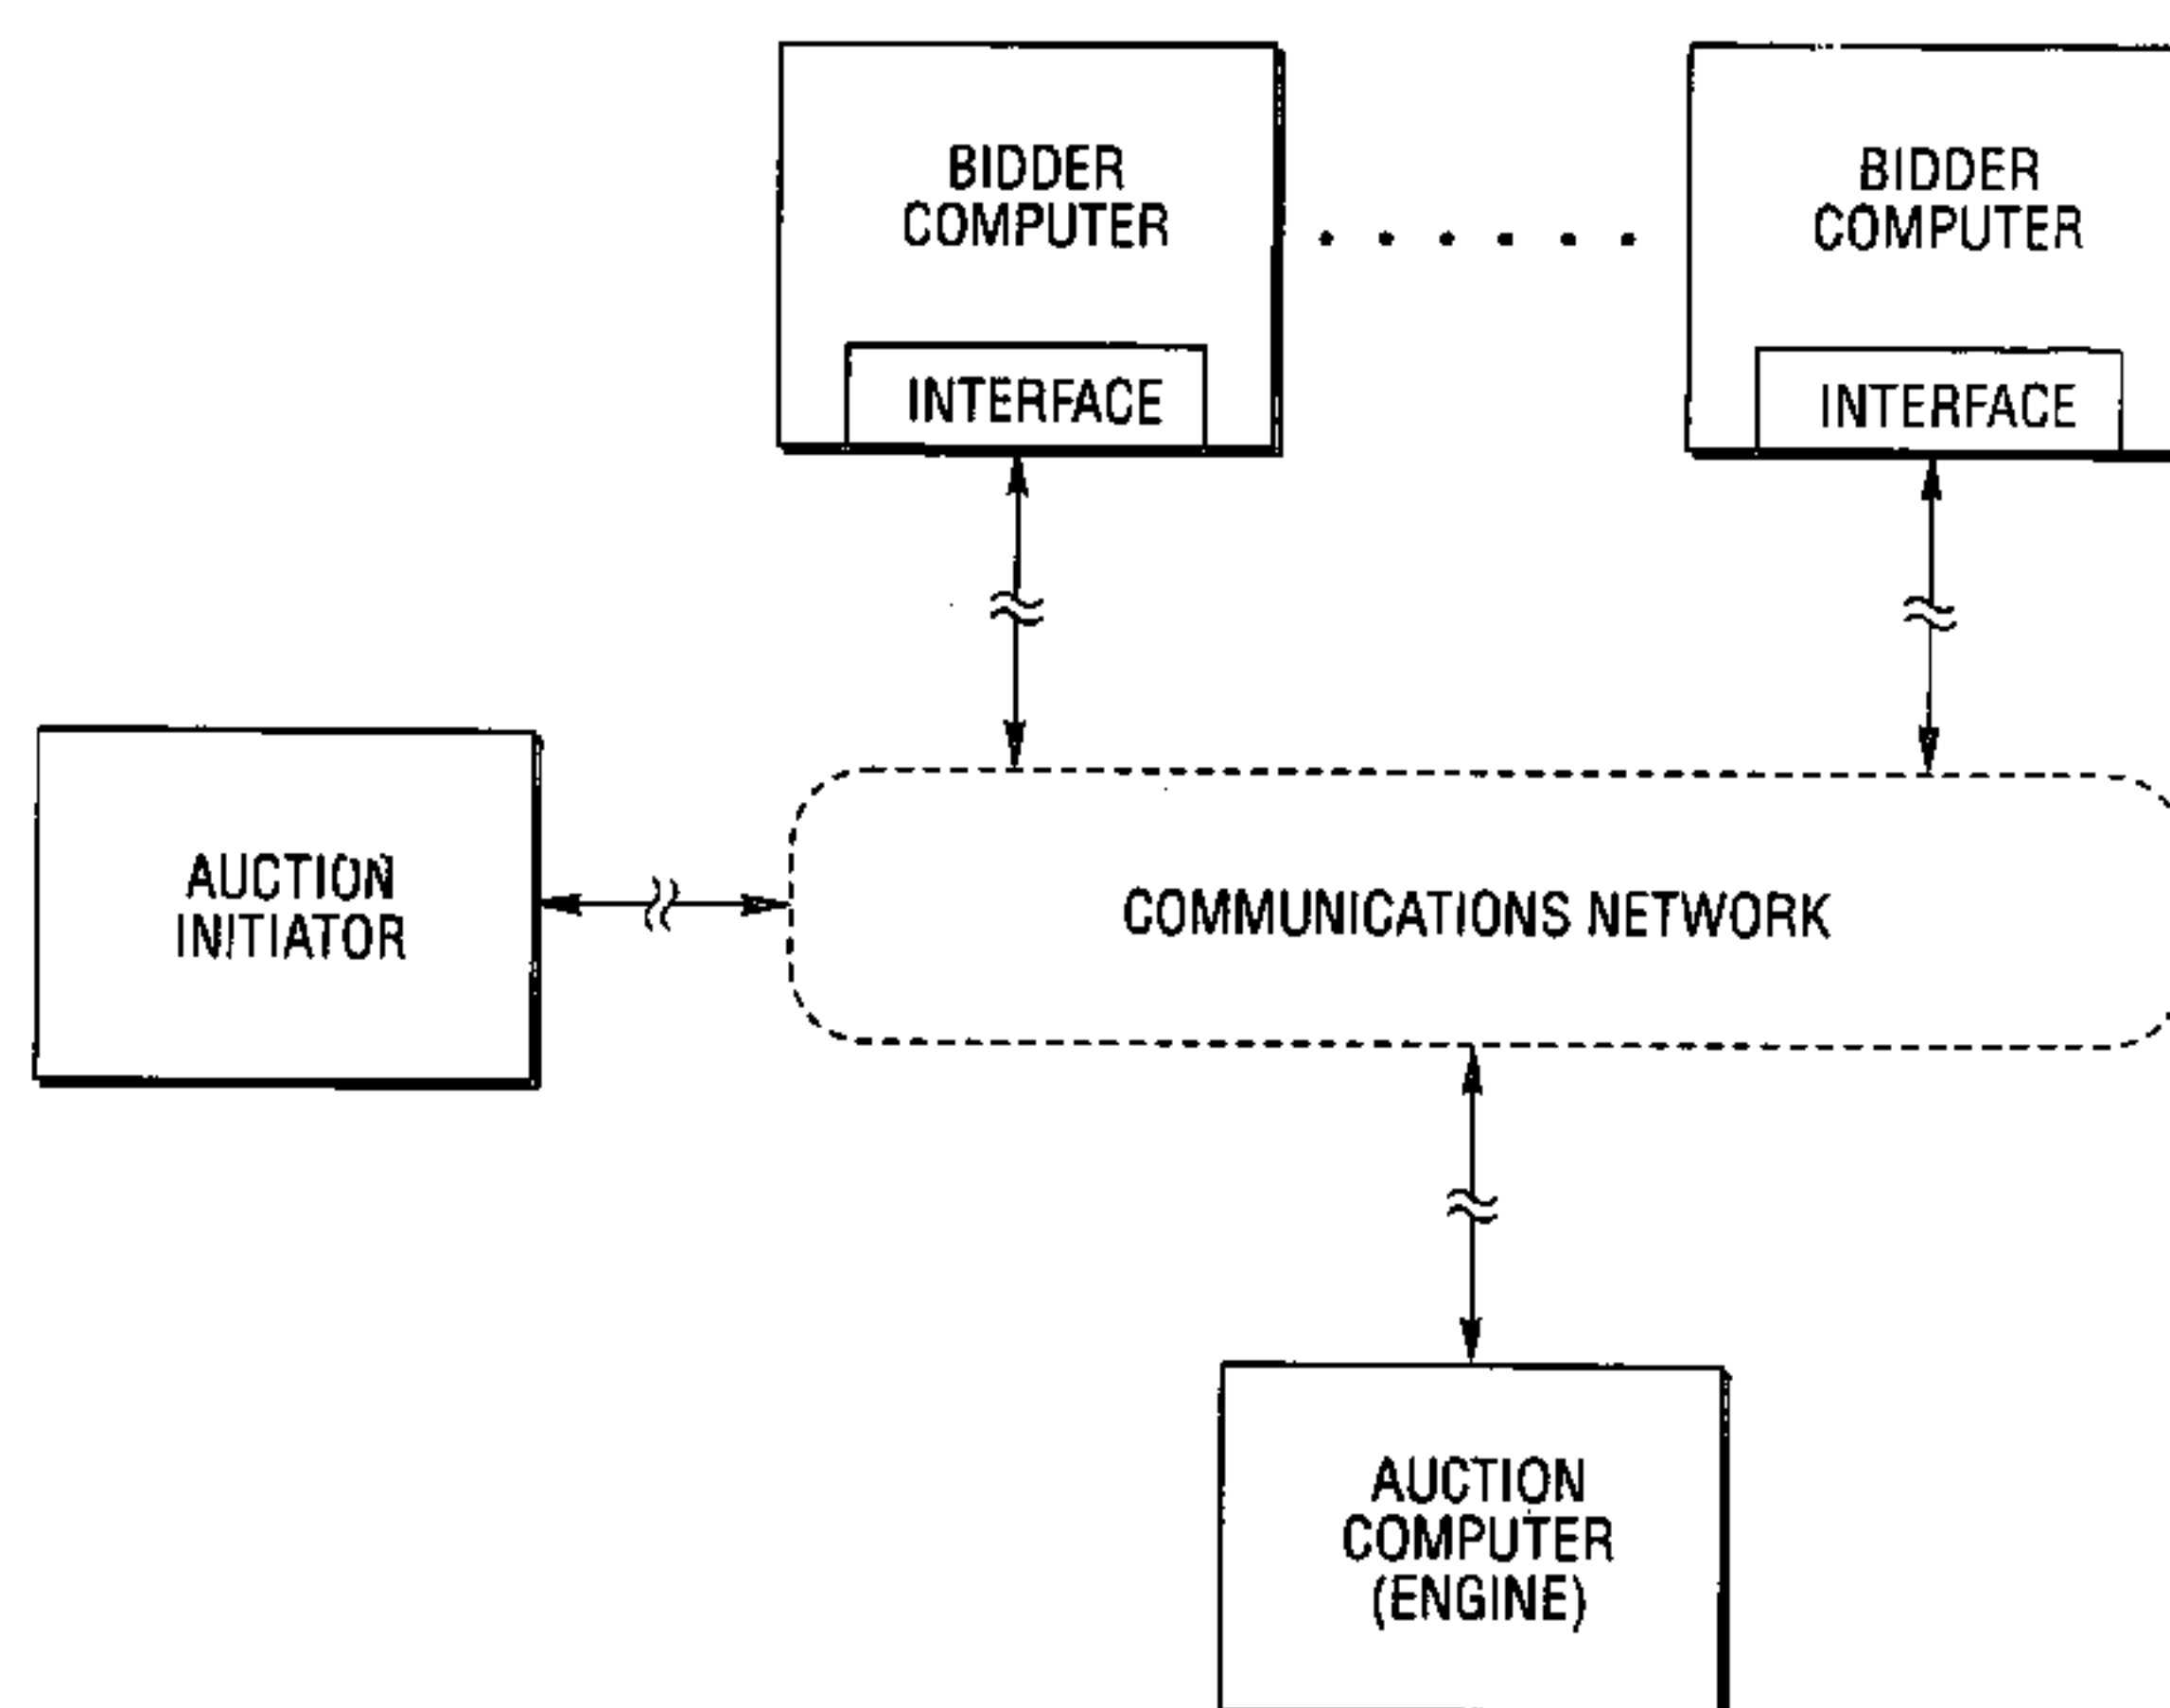 BIDDER
COMPUTER
INTERFACE
BIDDER
COMPUTER
INTERFACE
AUCTION
INITIATOR
COMMUNICATIONS NETWORK
AUCTION
COMPUTER
(ENGINE)